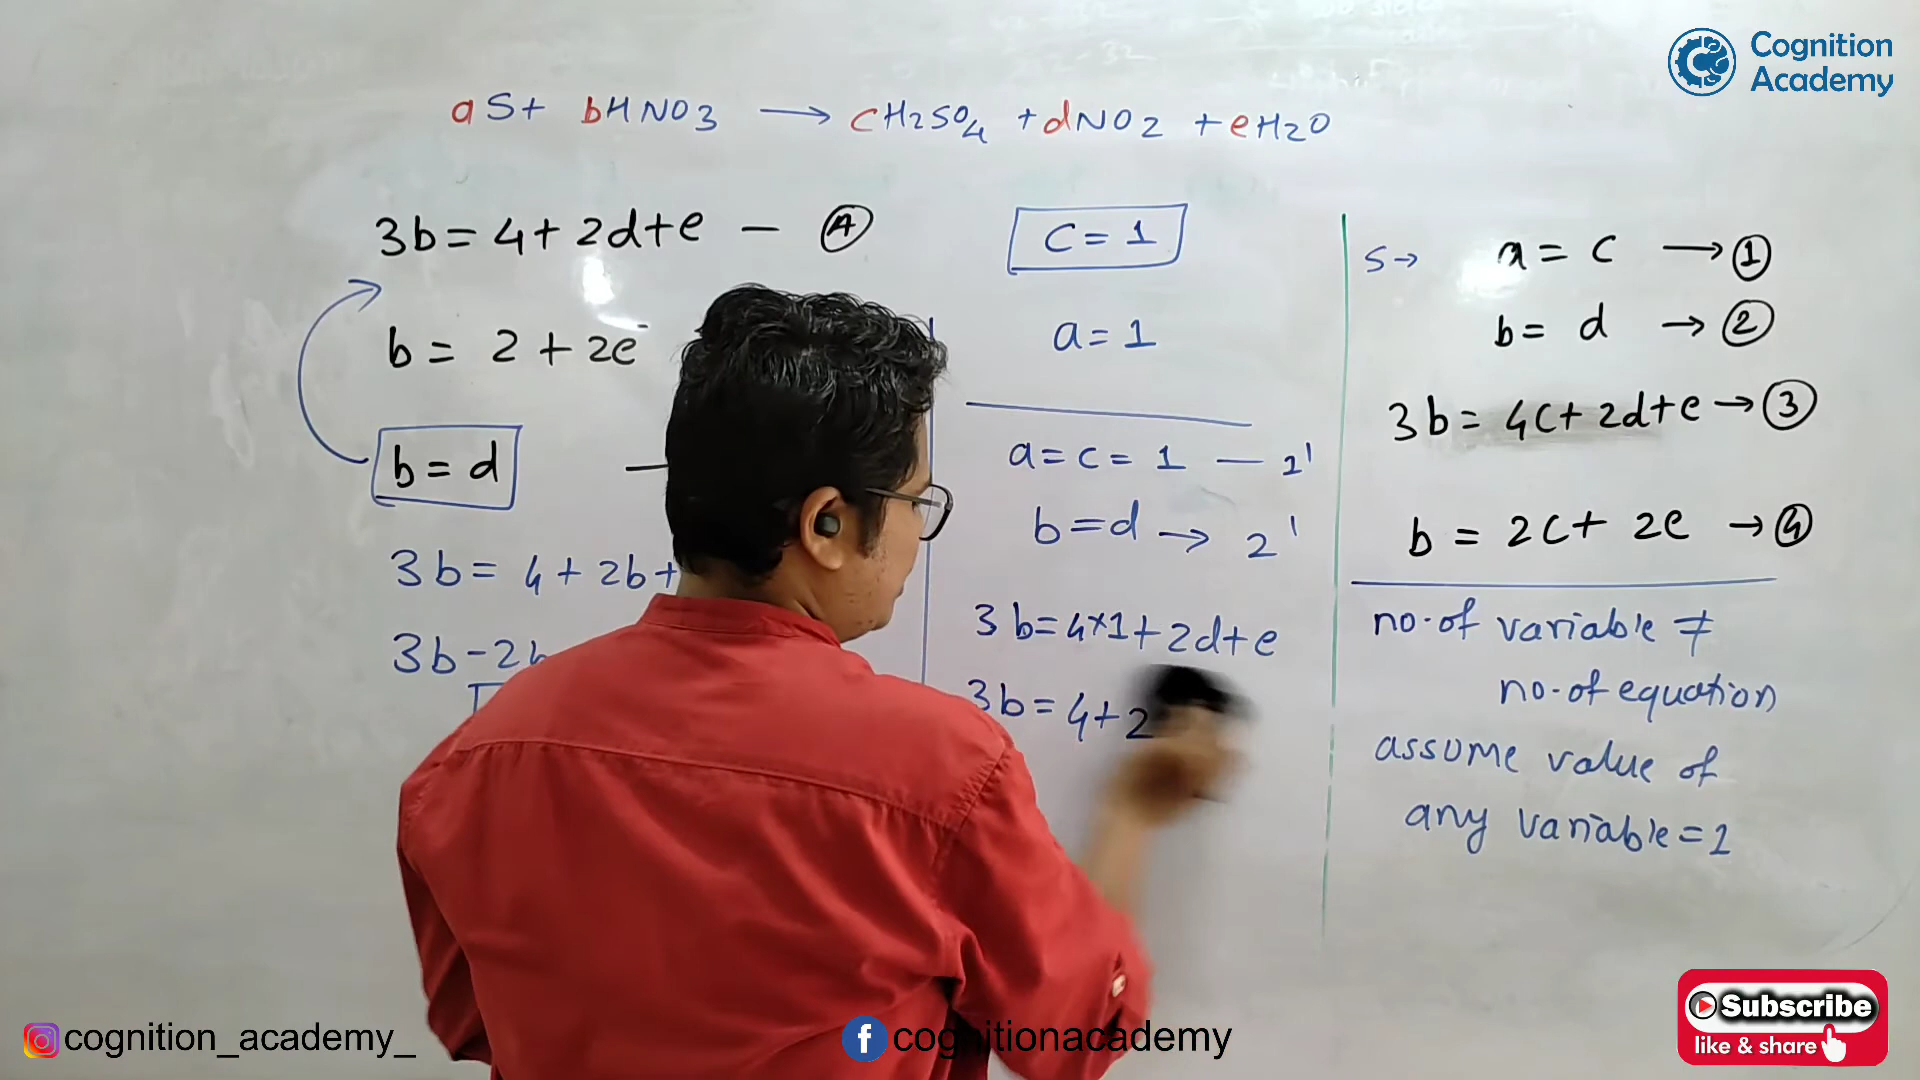 Cognition
Academy
aS + bHNO3 → cH2SO4 + dNO2 + eH2O
3b = 4 + 2d + e — Ⓐ
b = 2 + 2e
b = d —
3b = 4 + 2b +
3b - 2b
C = 1
a = 1
a = c = 1 — 1'
b = d → 2'
3b = 4×1 + 2d + e
3b = 4 + 2
S → a = c → ①
b = d → ②
3b = 4c + 2d + e → ③
b = 2c + 2e → ④
no. of variable ≠
no. of equation
assume value of
any variable = 1
cognition_academy_
cognitionacademy
Subscribe
like & share